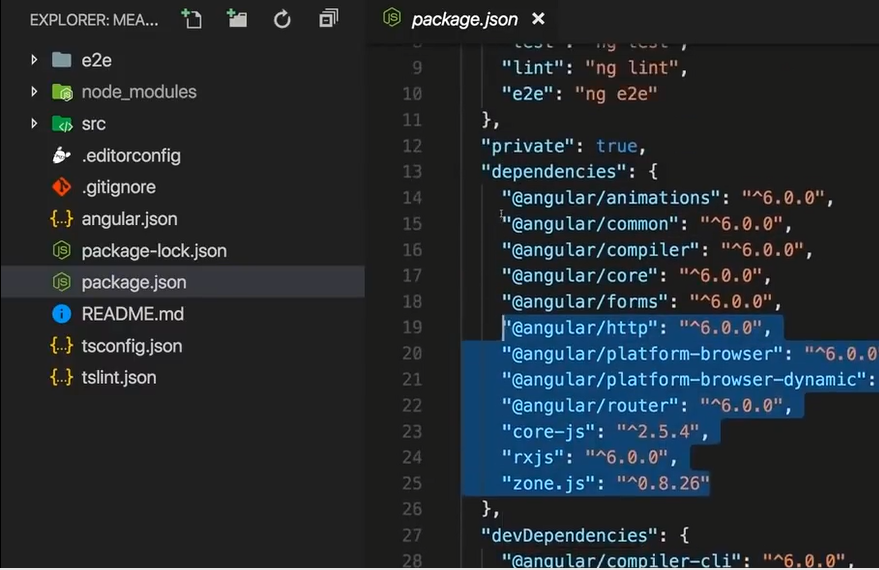 EXPLORER: MEA...
e2e
node_modules
src
.editorconfig
.gitignore
angular.json
package-lock.json
package.json
README.md
tsconfig.json
tslint.json
package.json
8 "test": "ng test",
9 "lint": "ng lint",
10 "e2e": "ng e2e"
11 },
12 "private": true,
13 "dependencies": {
14 "@angular/animations": "^6.0.0",
15 "@angular/common": "^6.0.0",
16 "@angular/compiler": "^6.0.0",
17 "@angular/core": "^6.0.0",
18 "@angular/forms": "^6.0.0",
19 "@angular/http": "^6.0.0",
20 "@angular/platform-browser": "^6.0.0
21 "@angular/platform-browser-dynamic":
22 "@angular/router": "^6.0.0",
23 "core-js": "^2.5.4",
24 "rxjs": "^6.0.0",
25 "zone.js": "^0.8.26"
26 },
27 "devDependencies": {
28 "@angular/compiler-cli": "^6.0.0",